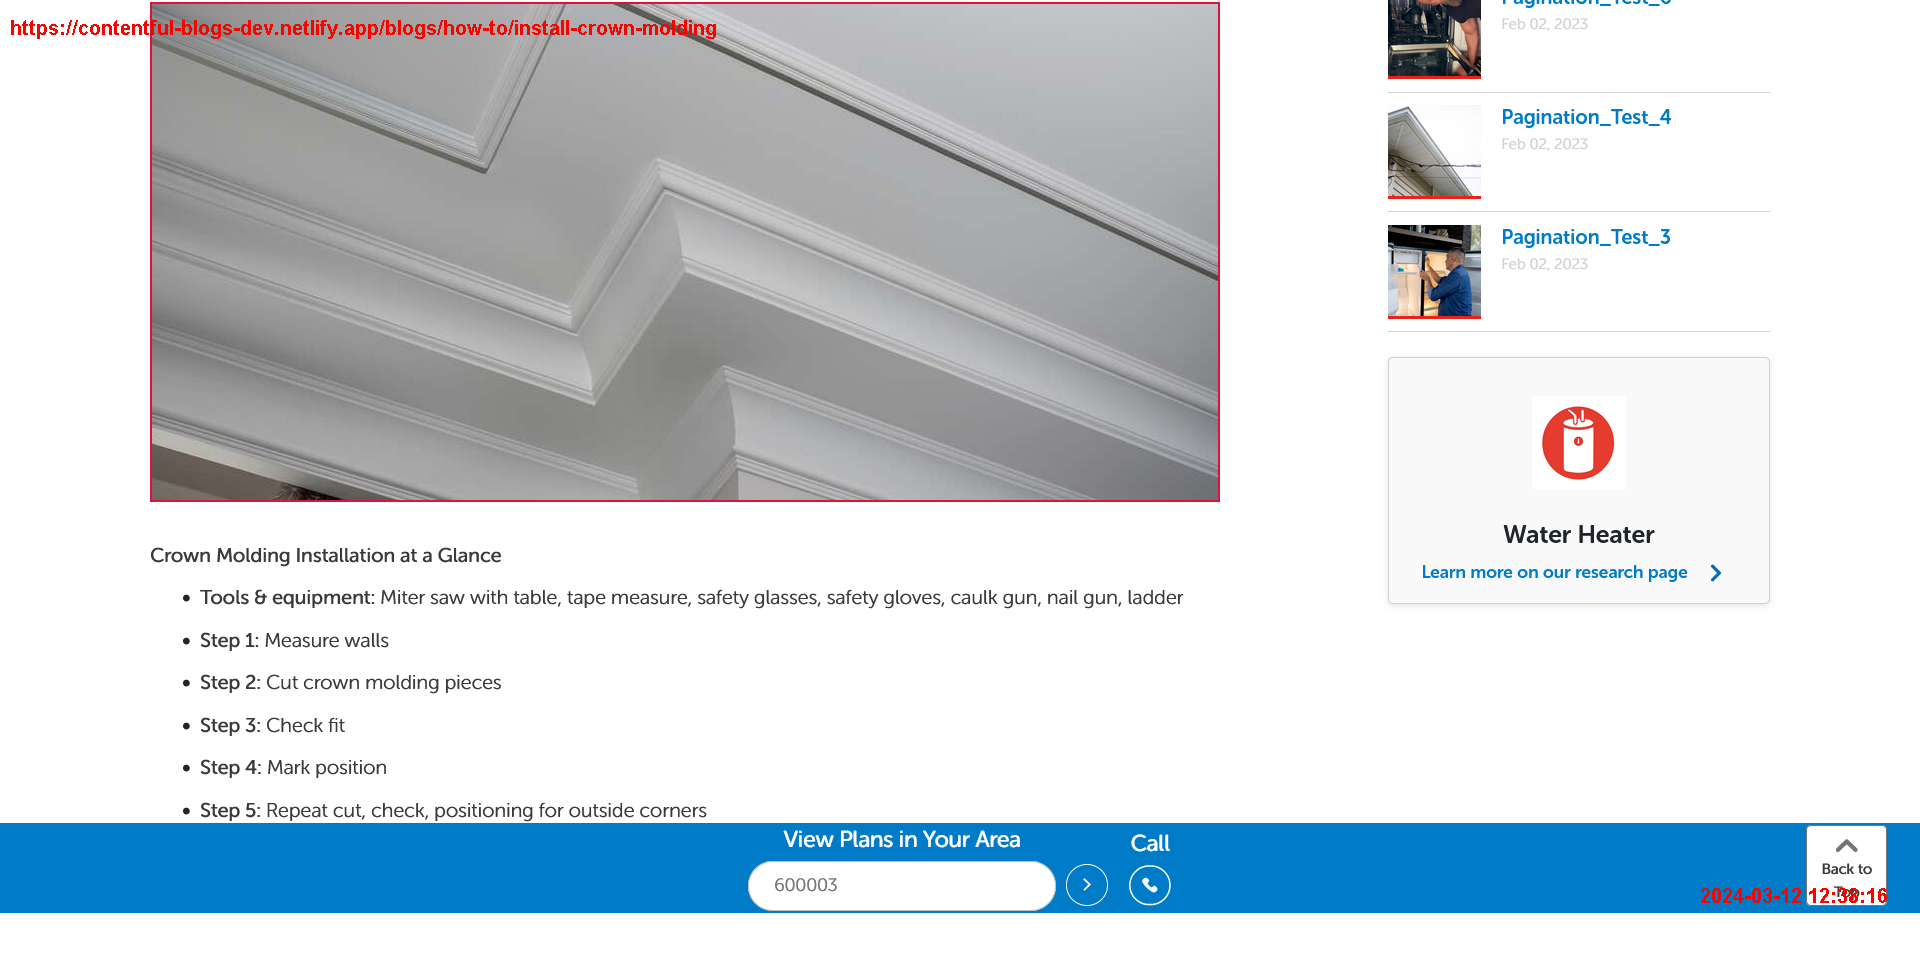 https://contentful-blogs-dev.netlify.app/blogs/how-to/install-crown-molding
Feb 02, 2023
Pagination_Test_4
Feb 02, 2023
Pagination_Test_3
Feb 02, 2023
Water Heater
Learn more on our research page
Crown Molding Installation at a Glance
Tools & equipment: Miter saw with table, tape measure, safety glasses, safety gloves, caulk gun, nail gun, ladder
Step 1: Measure walls
Step 2: Cut crown molding pieces
Step 3: Check fit
Step 4: Mark position
Step 5: Repeat cut, check, positioning for outside corners
View Plans in Your Area
600003
Call
Back to
Top
2024-03-12 12:38:16